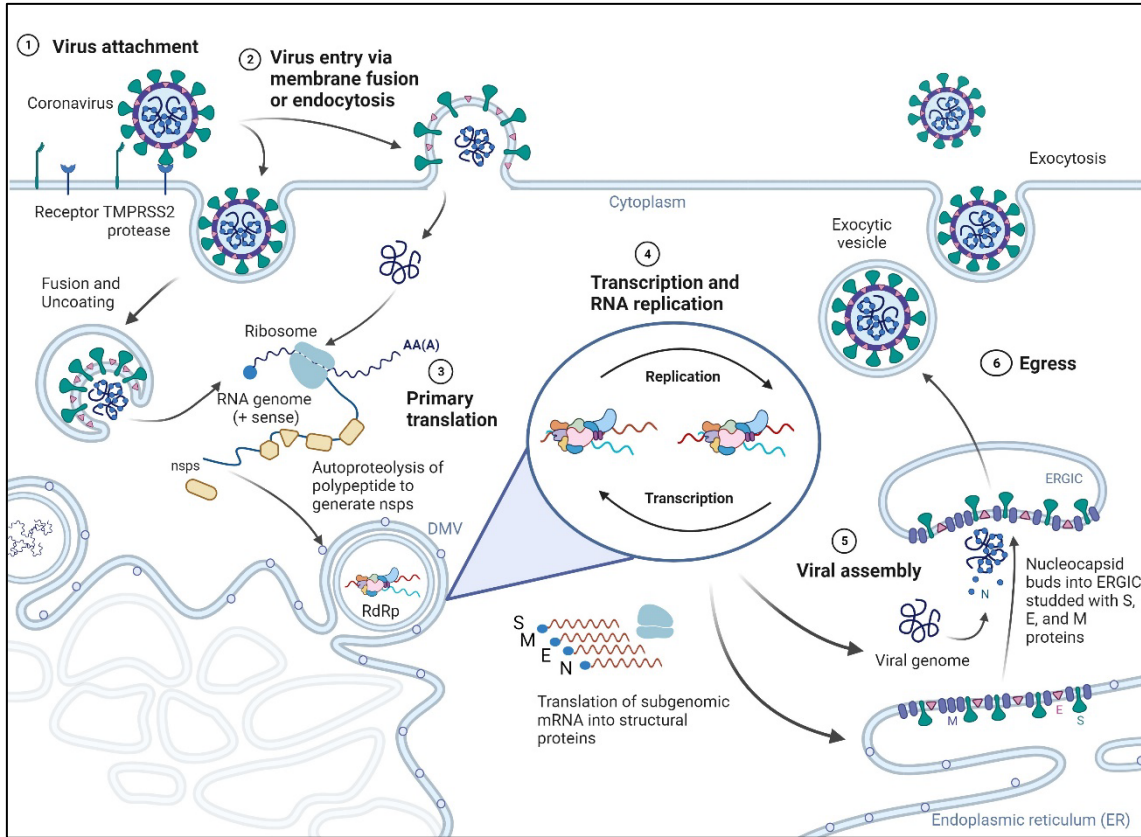 1 Virus attachment
Coronavirus
Receptor TMPRSS2
protease
2 Virus entry via
membrane fusion
or endocytosis
Fusion and
Uncoating
Ribosome
AA(A)
RNA genome
(+ sense)
3 Primary
translation
nsps
Autoproteolysis of
polypeptide to
generate nsps
DMV
RdRp
Cytoplasm
4
Transcription and
RNA replication
Replication
Transcription
S
M
E
N
Translation of subgenomic
mRNA into structural
proteins
5
Viral assembly
Viral genome
N
Nucleocapsid
buds into ERGIC
studded with S,
E, and M
proteins
ERGIC
M
E
S
Endoplasmic reticulum (ER)
6 Egress
Exocytic
vesicle
Exocytosis